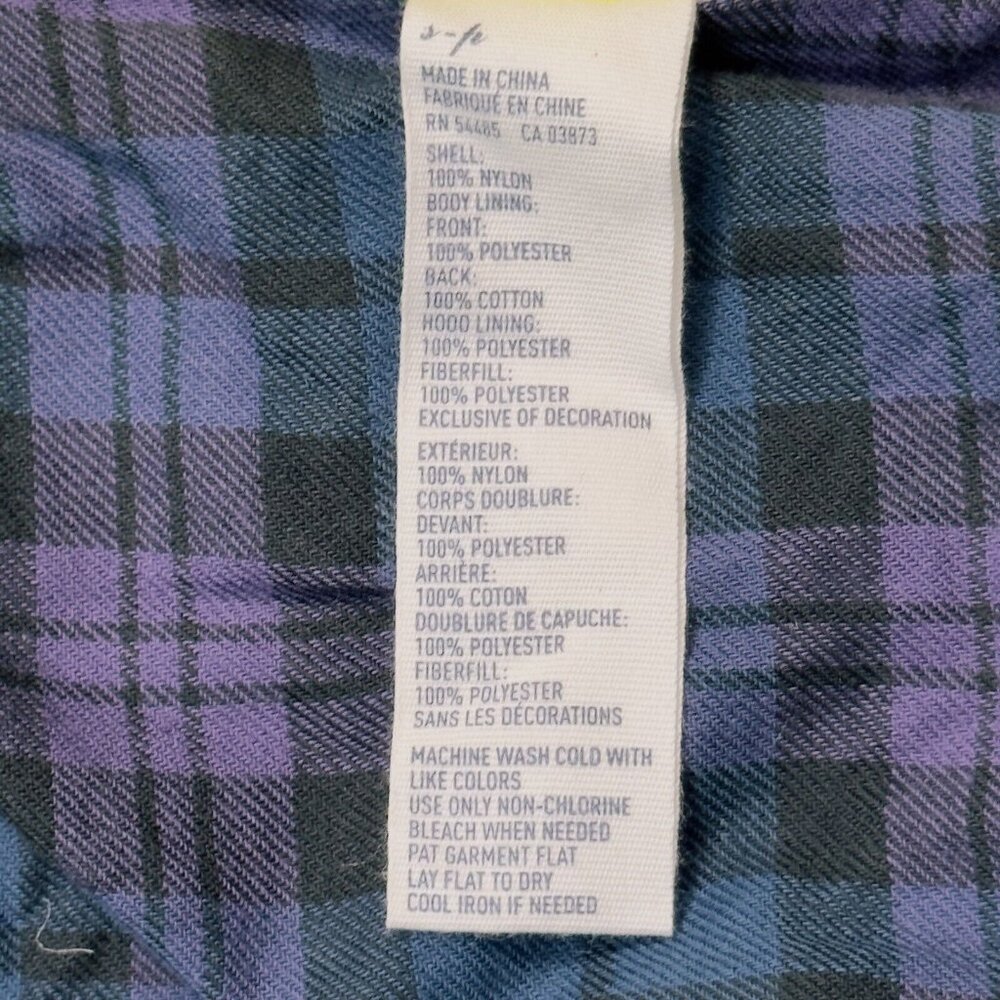 s-p
MADE IN CHINA
FABRIQUÉ EN CHINE
RN 54485 CA 03873
SHELL:
100% NYLON
BODY LINING:
FRONT:
100% POLYESTER
BACK:
100% COTTON
HOOD LINING:
100% POLYESTER
FIBERFILL:
100% POLYESTER
EXCLUSIVE OF DECORATION
EXTÉRIEUR:
100% NYLON
CORPS DOUBLURE:
DEVANT:
100% POLYESTER
ARRIÈRE:
100% COTON
DOUBLURE DE CAPUCHE:
100% POLYESTER
FIBERFILL:
100% POLYESTER
SANS LES DÉCORATIONS
MACHINE WASH COLD WITH
LIKE COLORS
USE ONLY NON-CHLORINE
BLEACH WHEN NEEDED
PAT GARMENT FLAT
LAY FLAT TO DRY
COOL IRON IF NEEDED